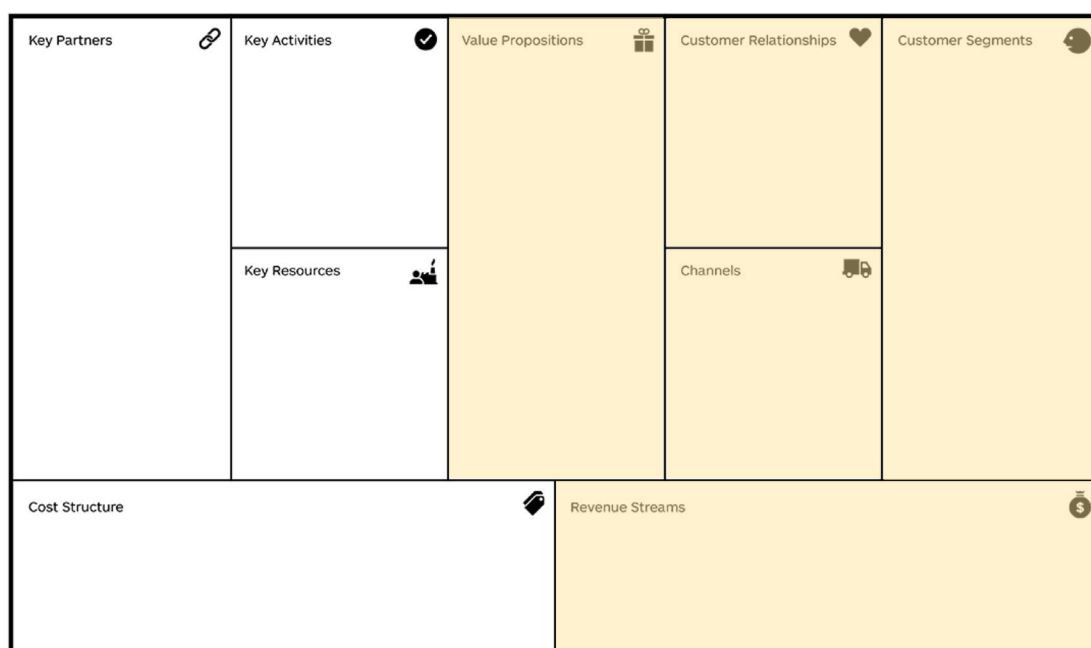 Key Partners
Key Activities
Value Propositions
Customer Relationships
Customer Segments
Key Resources
Channels
Cost Structure
Revenue Streams
$